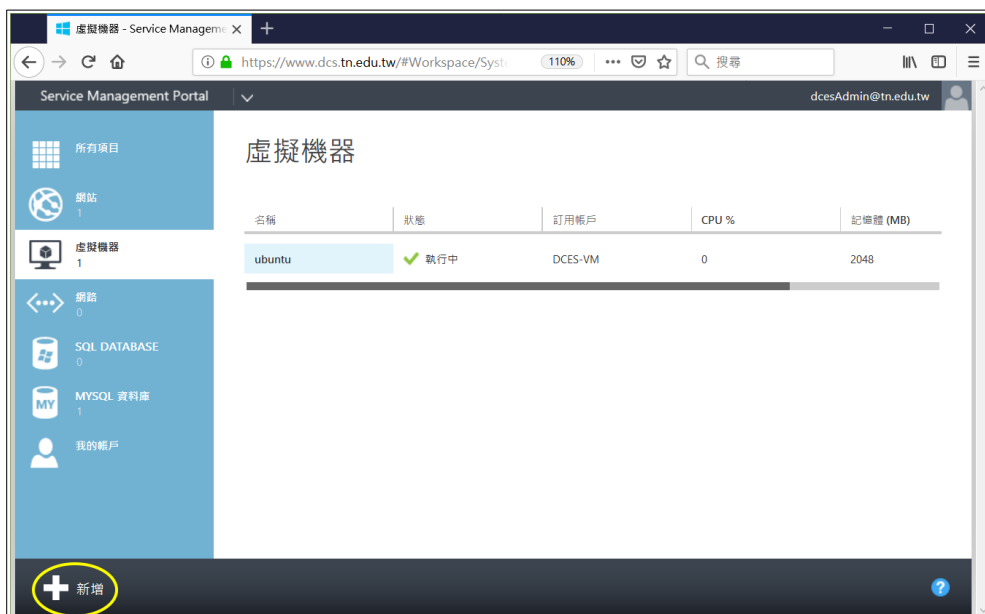 虛擬機器 - Service Manageme
https://www.dcs.tn.edu.tw/#Workspace/Syste
110%
搜尋
Service Management Portal
dcesAdmin@tn.edu.tw
所有項目
網站
1
虛擬機器
1
網路
0
SQL DATABASE
0
MY
MYSQL 資料庫
1
我的帳戶
虛擬機器
名稱 狀態 訂用帳戶 CPU % 記憶體 (MB)
ubuntu 執行中 DCES-VM 0 2048
新增
?